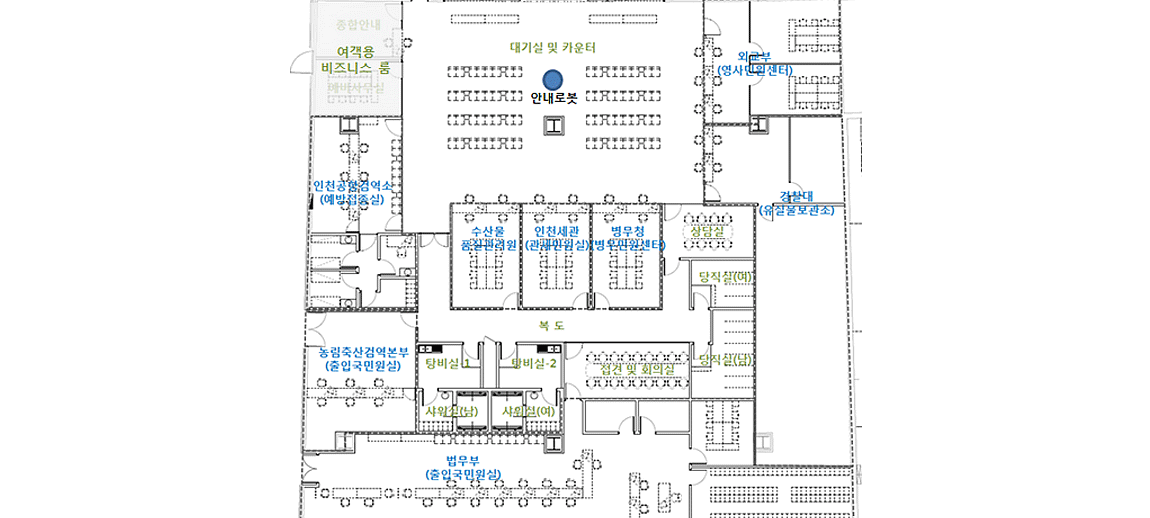 종합안내
여객용
비즈니스 룸
예비사무실
대기실 및 카운터
안내로봇
외교부
(영사민원센터)
인천공항검역소
(예방접종실)
경찰대
(유실물보관소)
수산물
품질관리원
인천세관
(관세민원실)
병무청
(병무민원센터)
상담실
당직실(여)
복 도
농림축산검역본부
(출입국민원실)
탕비실-1
탕비실-2
접견 및 회의실
당직실(남)
샤워실(남)
샤워실(여)
법무부
(출입국민원실)